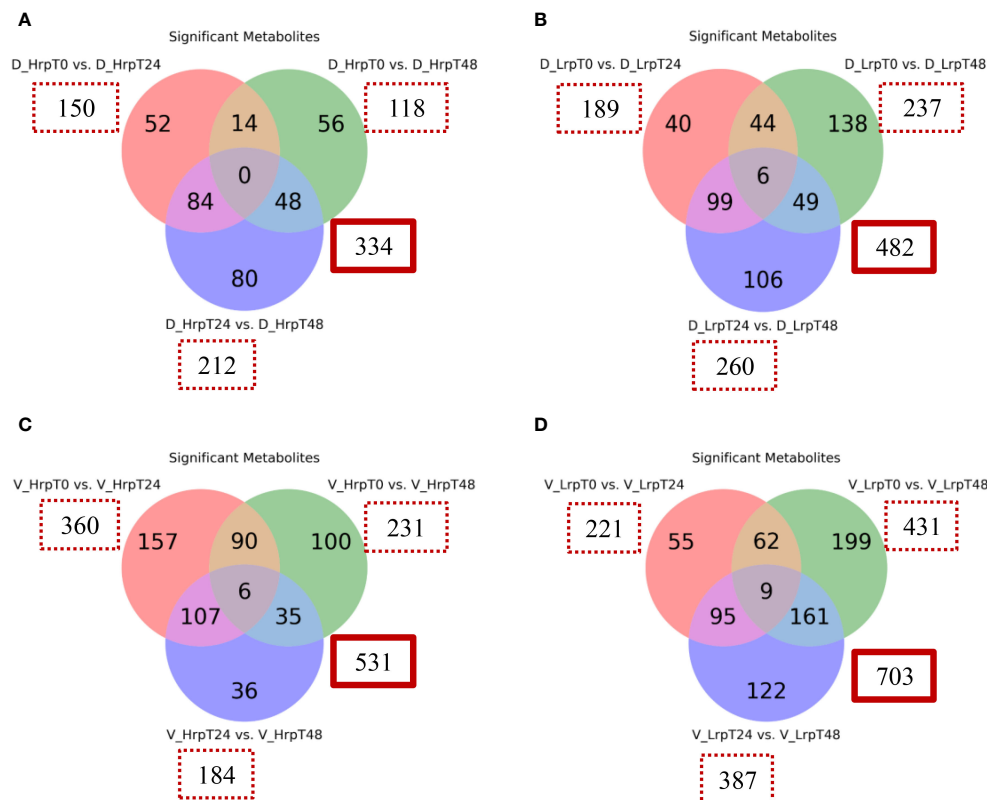 A
Significant Metabolites
D_HrpT0 vs. D_HrpT24
D_HrpT0 vs. D_HrpT48
150
118
52
14
56
0
84
48
334
80
D_HrpT24 vs. D_HrpT48
212
B
Significant Metabolites
D_LrpT0 vs. D_LrpT24
D_LrpT0 vs. D_LrpT48
189
237
40
44
138
6
99
49
482
106
D_LrpT24 vs. D_LrpT48
260
C
Significant Metabolites
V_HrpT0 vs. V_HrpT24
V_HrpT0 vs. V_HrpT48
360
231
157
90
100
6
107
35
531
36
V_HrpT24 vs. V_HrpT48
184
D
Significant Metabolites
V_LrpT0 vs. V_LrpT24
V_LrpT0 vs. V_LrpT48
221
431
55
62
199
9
95
161
703
122
V_LrpT24 vs. V_LrpT48
387